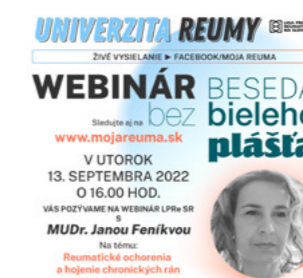 UNIVERZITA REUMY
ŽIVÉ VYSIELANIE ► FACEBOOK/MOJA REUMA
WEBINÁR
Sledujte aj na
www.mojareuma.sk
BESEDA
bez bieleho
plášťa
V UTOROK
13. SEPTEMBRA 2022
O 16.00 HOD.
VÁS POZÝVAME NA WEBINÁR LPRe SR
S
MUDr. Janou Feníkvou
Na tému:
Reumatické ochorenia
a hojenie chronických rán